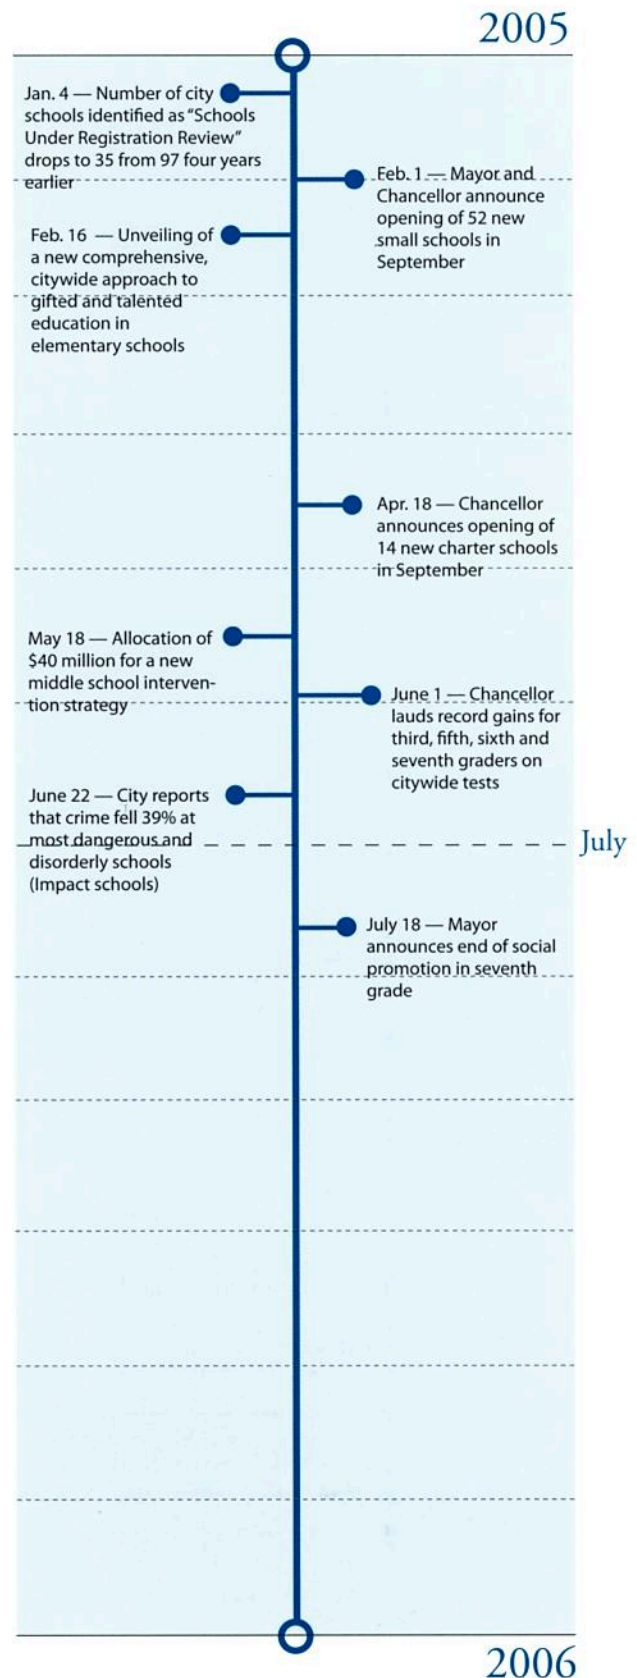 2005
Jan. 4 — Number of city
schools identified as “Schools
Under Registration Review”
drops to 35 from 97 four years
earlier
Feb. 1 — Mayor and
Chancellor announce
opening of 52 new
small schools in
September
Feb. 16 — Unveiling of
a new comprehensive,
citywide approach to
gifted and talented
education in
elementary schools
Apr. 18 — Chancellor
announces opening of
14 new charter schools
in September
May 18 — Allocation of
$40 million for a new
middle school interven-
tion strategy
June 1 — Chancellor
lauds record gains for
third, fifth, sixth and
seventh graders on
citywide tests
June 22 — City reports
that crime fell 39% at
most dangerous and
disorderly schools
(Impact schools)
July
July 18 — Mayor
announces end of social
promotion in seventh
grade
2006